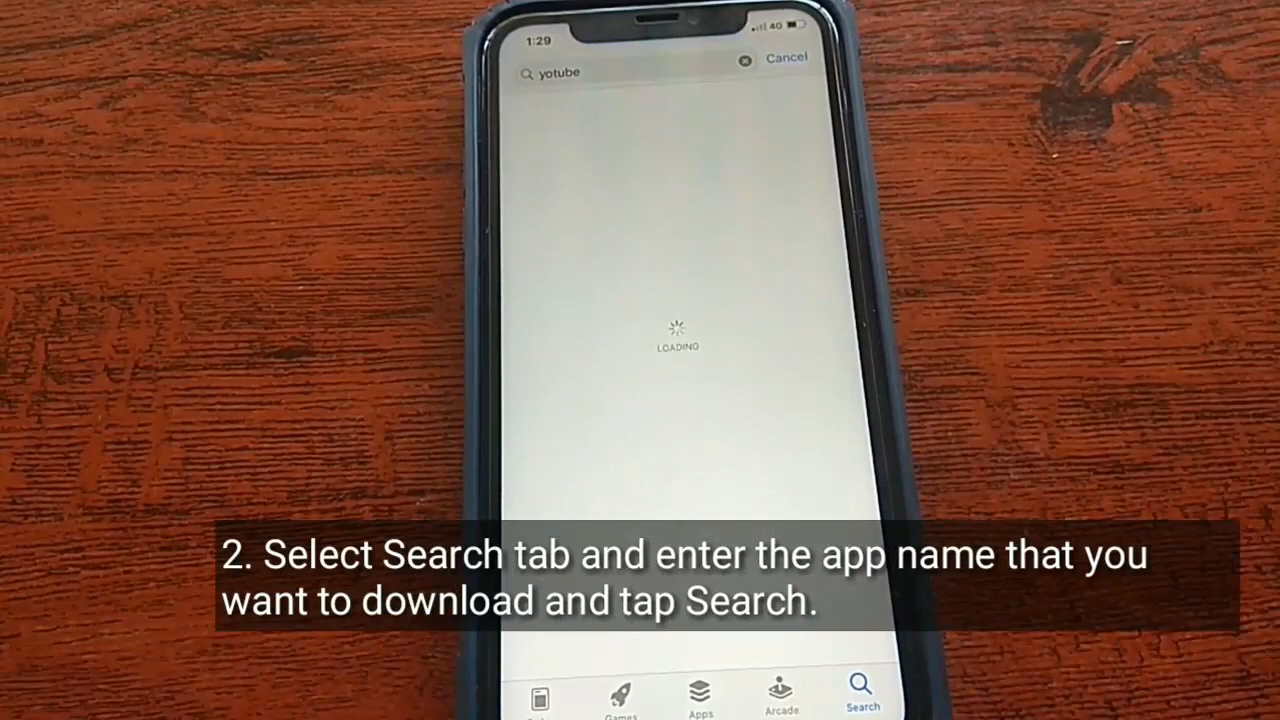 1:29
4G
yotube
Cancel
LOADING
2. Select Search tab and enter the app name that you
want to download and tap Search.
Games
Apps
Arcade
Search